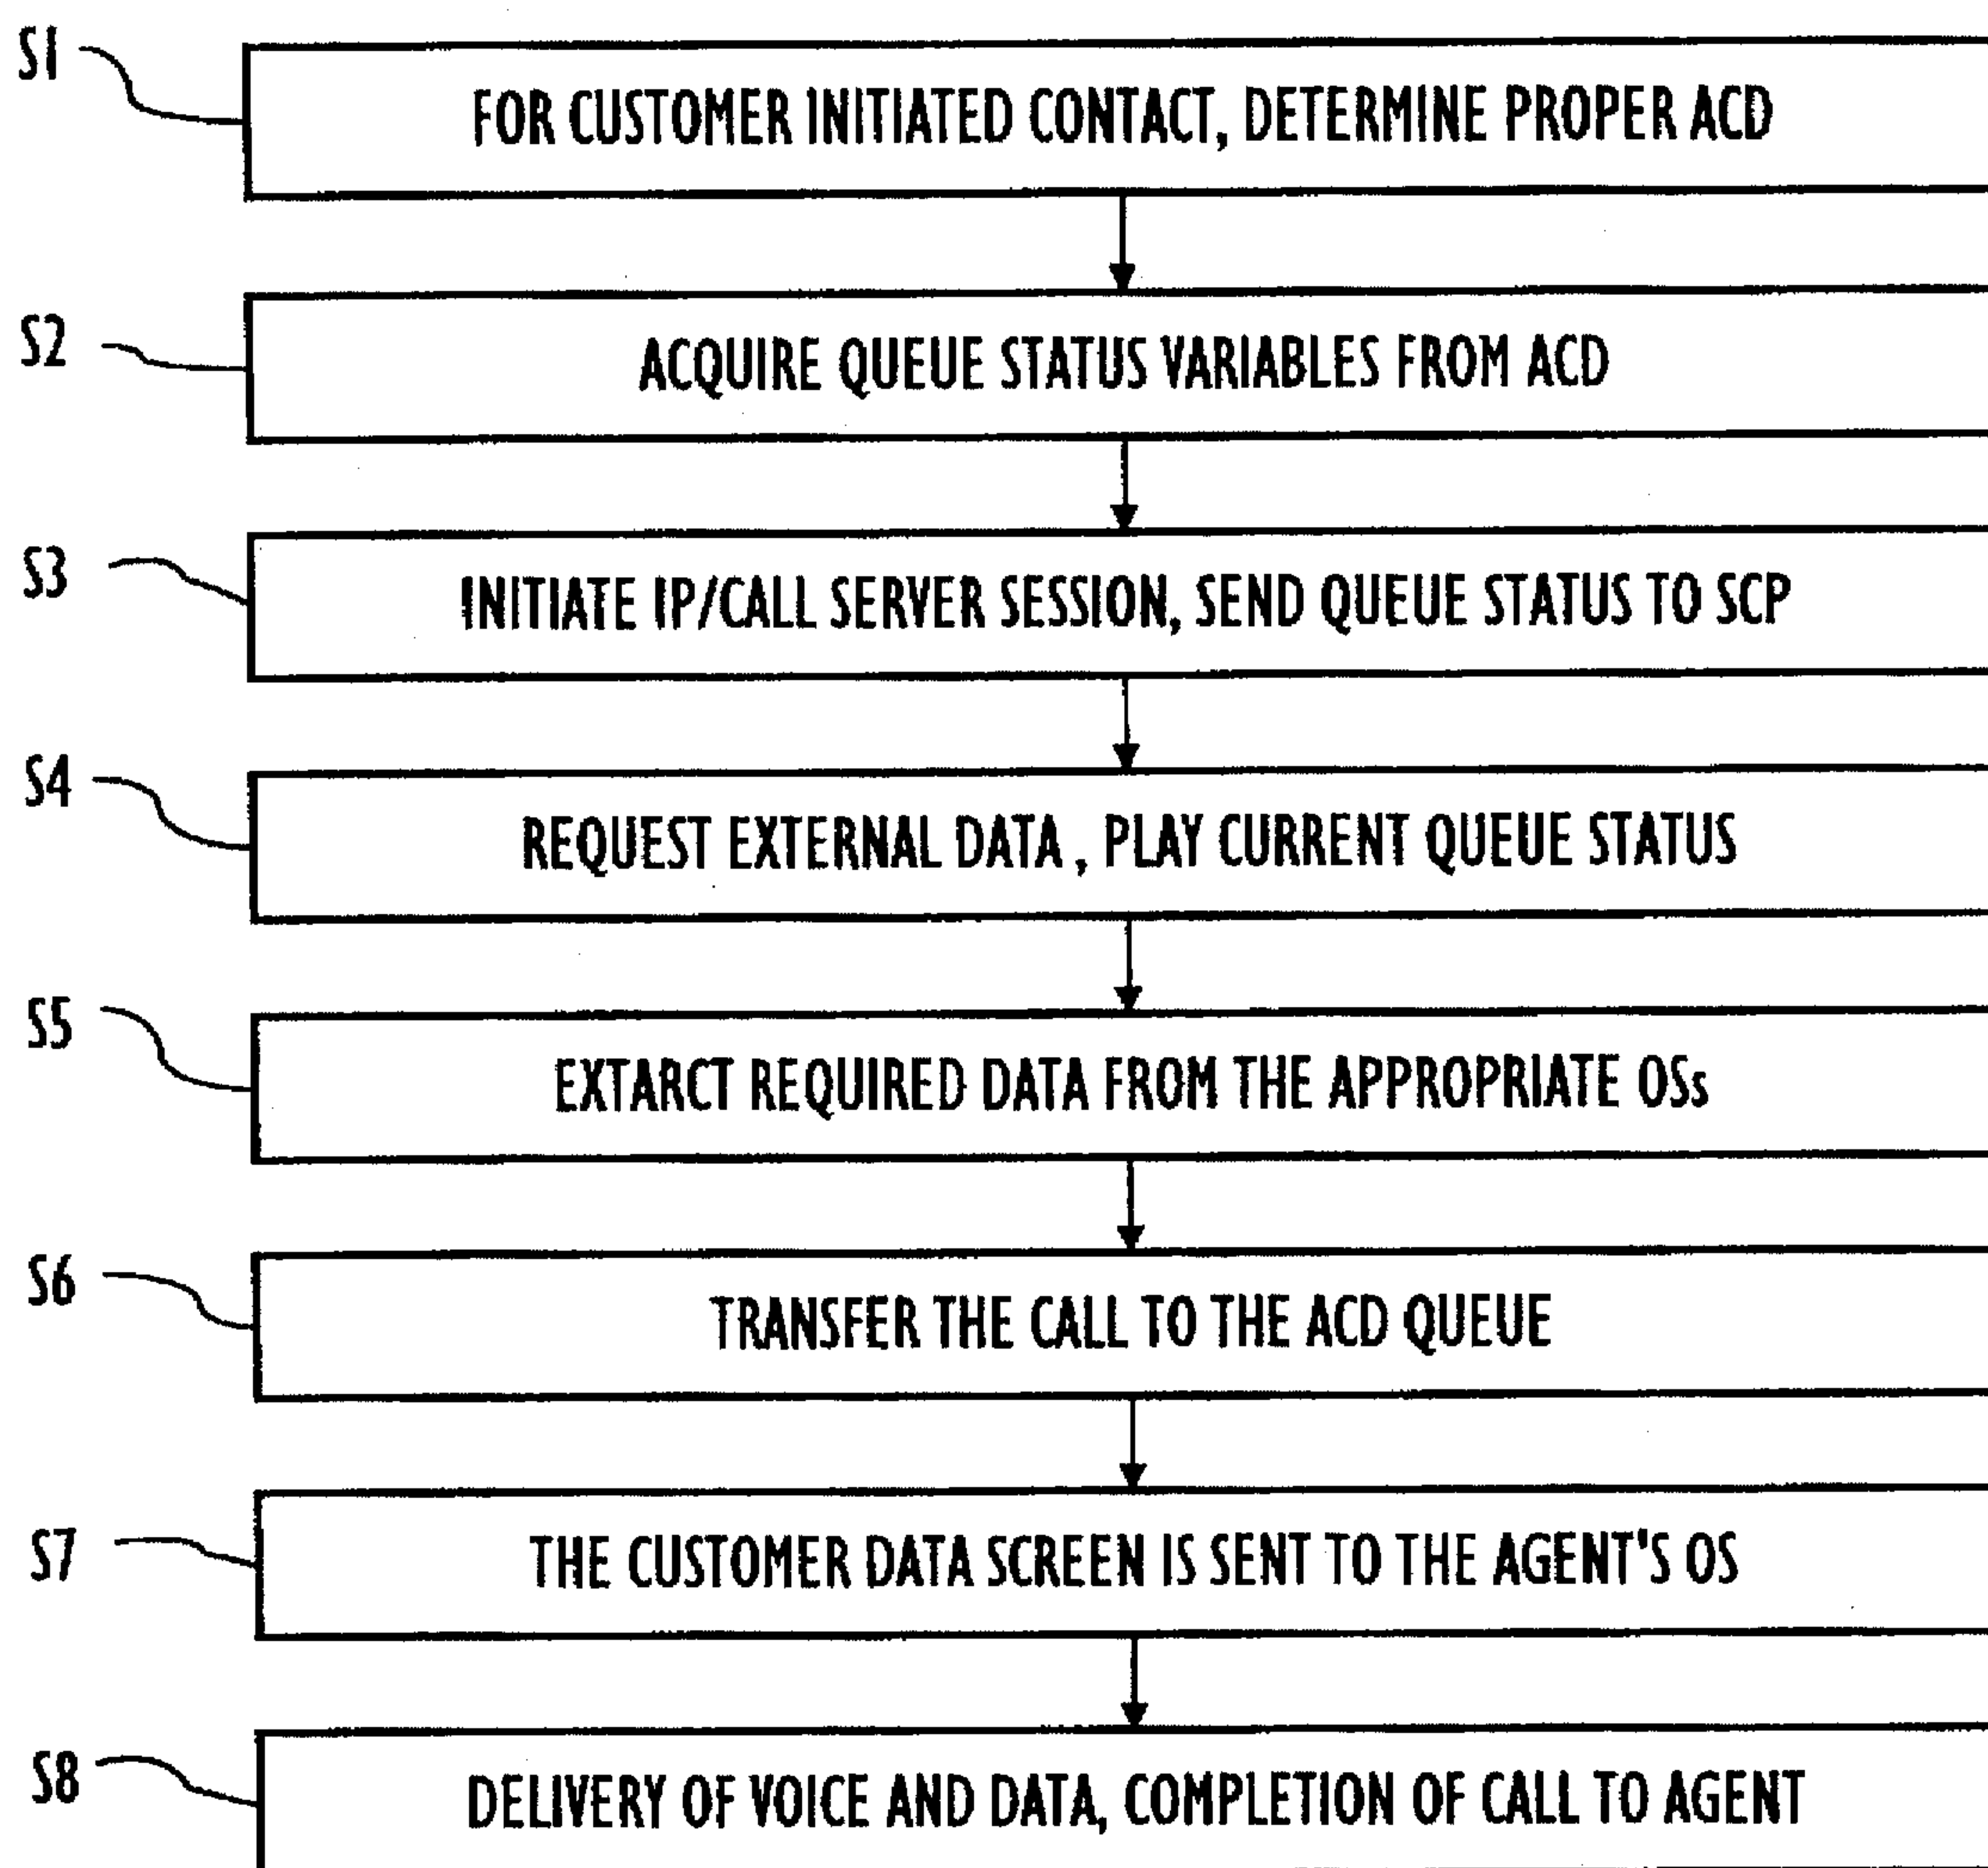 S1
FOR CUSTOMER INITIATED CONTACT, DETERMINE PROPER ACD
S2
ACQUIRE QUEUE STATUS VARIABLES FROM ACD
S3
INITIATE IP/CALL SERVER SESSION, SEND QUEUE STATUS TO SCP
S4
REQUEST EXTERNAL DATA , PLAY CURRENT QUEUE STATUS
S5
EXTARCT REQUIRED DATA FROM THE APPROPRIATE OSs
S6
TRANSFER THE CALL TO THE ACD QUEUE
S7
THE CUSTOMER DATA SCREEN IS SENT TO THE AGENT'S OS
S8
DELIVERY OF VOICE AND DATA, COMPLETION OF CALL TO AGENT